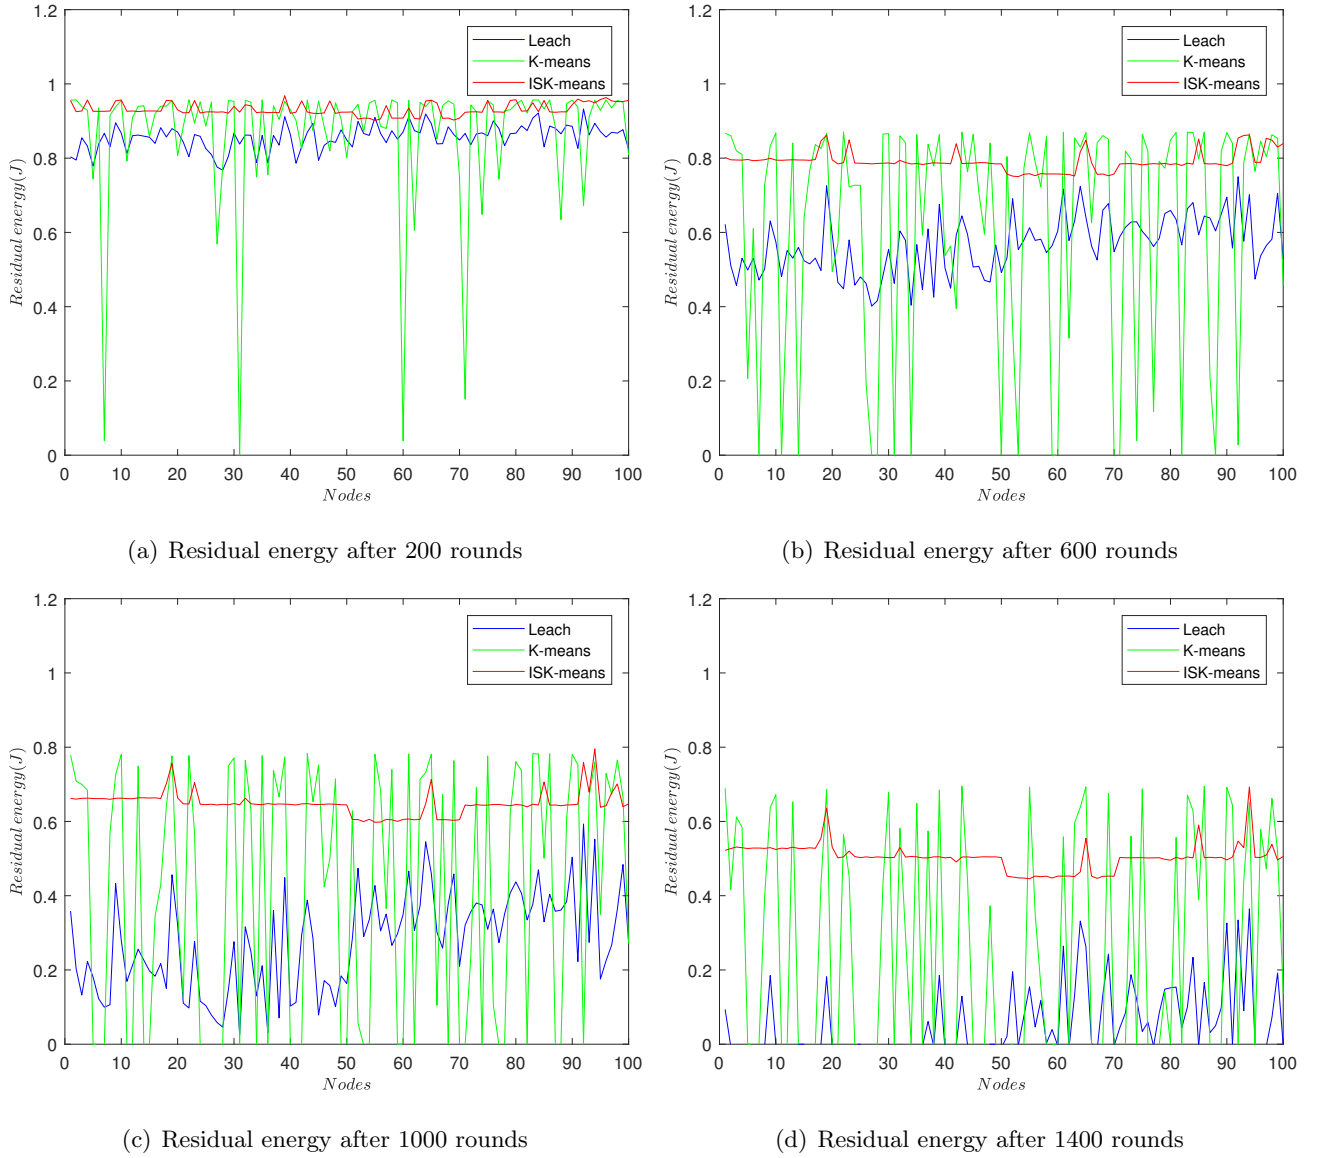 1.2
1
0.8
0.6
0.4
0.2
0
Residual energy(J)
0 10 20 30 40 50 60 70 80 90 100
Nodes
Leach
K-means
ISK-means
(a) Residual energy after 200 rounds
1.2
1
0.8
0.6
0.4
0.2
0
Residual energy(J)
0 10 20 30 40 50 60 70 80 90 100
Nodes
Leach
K-means
ISK-means
(b) Residual energy after 600 rounds
1.2
1
0.8
0.6
0.4
0.2
0
Residual energy(J)
0 10 20 30 40 50 60 70 80 90 100
Nodes
Leach
K-means
ISK-means
(c) Residual energy after 1000 rounds
1.2
1
0.8
0.6
0.4
0.2
0
Residual energy(J)
0 10 20 30 40 50 60 70 80 90 100
Nodes
Leach
K-means
ISK-means
(d) Residual energy after 1400 rounds